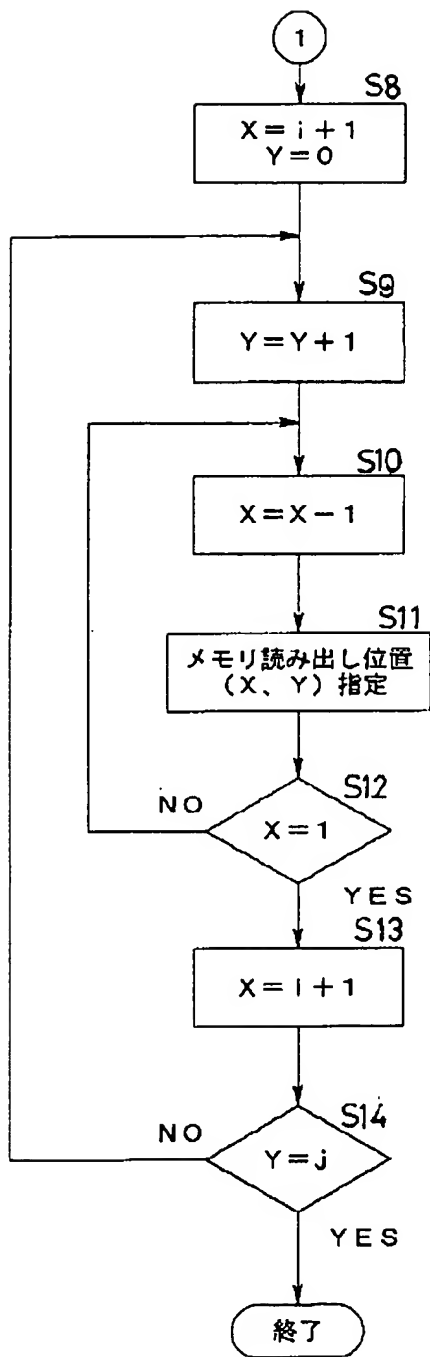 1
S8
X=i+1
Y=0
S9
Y=Y+1
S10
X=X-1
S11
メモリ読み出し位置
(X、Y)指定
S12
NO
X=1
YES
S13
X=i+1
S14
NO
Y=j
YES
終了